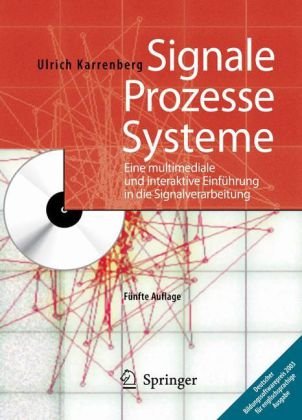 Ulrich Karrenberg
Signale
Prozesse
Systeme
Eine multimediale
und interaktive Einführung
in die Signalverarbeitung
Fünfte Auflage
Springer
Deutscher
Bildungssoftwarepreis 2003
für englischsprachige
Ausgabe